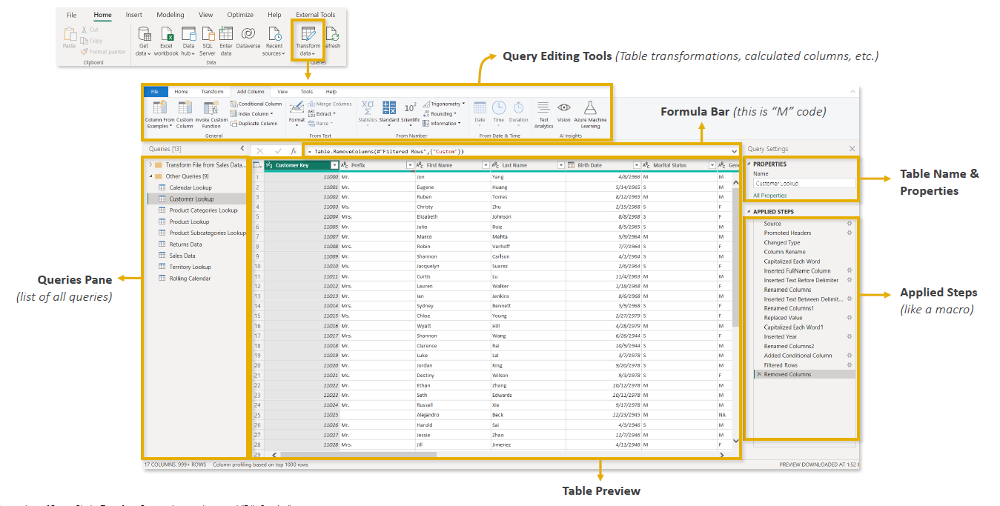 File Home Insert Modeling View Optimize Help External Tools
Paste
Cut
Copy
Format painter
Clipboard
Get data
Excel workbook
Data hub
SQL Server
Enter data
Dataverse
Recent sources
Data
Transform data
Queries
Query Editing Tools (Table transformations, calculated columns, etc.)
File Home Transform Add Column View Tools Help
Column From Examples
Custom Column
Invoke Custom Function
Conditional Column
Index Column
Duplicate Column
General
Format
Merge Columns
Extract
Parse
From Text
Statistics
Standard
Scientific
Trigonometry
Rounding
Information
From Number
Date
Time
Duration
From Date & Time
Text Analytics
Vision
Azure Machine Learning
AI Insights
Formula Bar (this is “M” code)
Queries [13]
= Table.RemoveColumns(#"Filtered Rows",{"Custom"})
Query Settings
Transform File from Sales Data...
Other Queries [9]
Calendar Lookup
Customer Lookup
Product Categories Lookup
Product Lookup
Product Subcategories Lookup
Returns Data
Sales Data
Territory Lookup
Rolling Calendar
Queries Pane
(list of all queries)
Customer Key Prefix First Name Last Name Birth Date Marital Status
1 11000 Mr. Jon Yang 4/8/1966 M M
2 11001 Mr. Eugene Huang 5/14/1965 S M
3 11002 Mr. Ruben Torres 8/12/1965 M M
4 11003 Ms. Christy Zhu 2/15/1968 S F
5 11004 Mrs. Elizabeth Johnson 8/8/1968 S F
6 11005 Mr. Julio Ruiz 8/5/1965 S M
7 11007 Mr. Marco Mehta 5/9/1964 M M
8 11008 Mrs. Robin Verhoff 7/7/1964 S F
9 11009 Mr. Shannon Carlson 4/1/1964 S M
10 11010 Ms. Jacquelyn Suarez 2/6/1964 S F
11 11011 Mr. Curtis Lu 11/4/1963 M M
12 11012 Mrs. Lauren Walker 1/18/1968 M F
13 11013 Mr. Ian Jenkins 8/6/1968 M M
14 11014 Mrs. Sydney Bennett 5/9/1968 S F
15 11015 Ms. Chloe Young 2/27/1979 S F
16 11016 Mr. Wyatt Hill 4/28/1979 M M
17 11017 Mrs. Shannon Wang 6/26/1944 S F
18 11018 Mr. Clarence Rai 10/9/1944 S M
19 11019 Mr. Luke Lal 3/7/1978 S M
20 11020 Mr. Jordan King 9/20/1978 S M
21 11021 Ms. Destiny Wilson 9/3/1978 S F
22 11022 Mr. Ethan Zhang 10/12/1978 M M
23 11023 Mr. Seth Edwards 10/11/1978 M M
24 11024 Mr. Russell Xie 9/17/1978 M M
25 11025 Alejandro Beck 12/23/1945 M NA
26 11026 Mr. Harold Sai 4/3/1946 S M
27 11027 Mr. Jessie Zhao 12/7/1946 M M
28 11028 Mrs. Jill Jimenez 4/11/1946 M F
29
17 COLUMNS, 999+ ROWS Column profiling based on top 1000 rows
PROPERTIES
Name
Customer Lookup
All Properties
Table Name &
Properties
APPLIED STEPS
Source
Promoted Headers
Changed Type
Column Rename
Capitalized Each Word
Inserted FullName Column
Inserted Text Before Delimiter
Renamed Columns
Inserted Text Between Delimit...
Renamed Columns1
Replaced Value
Capitalized Each Word1
Inserted Year
Renamed Columns2
Added Conditional Column
Filtered Rows
Removed Columns
Applied Steps
(like a macro)
PREVIEW DOWNLOADED AT 1:52
Table Preview